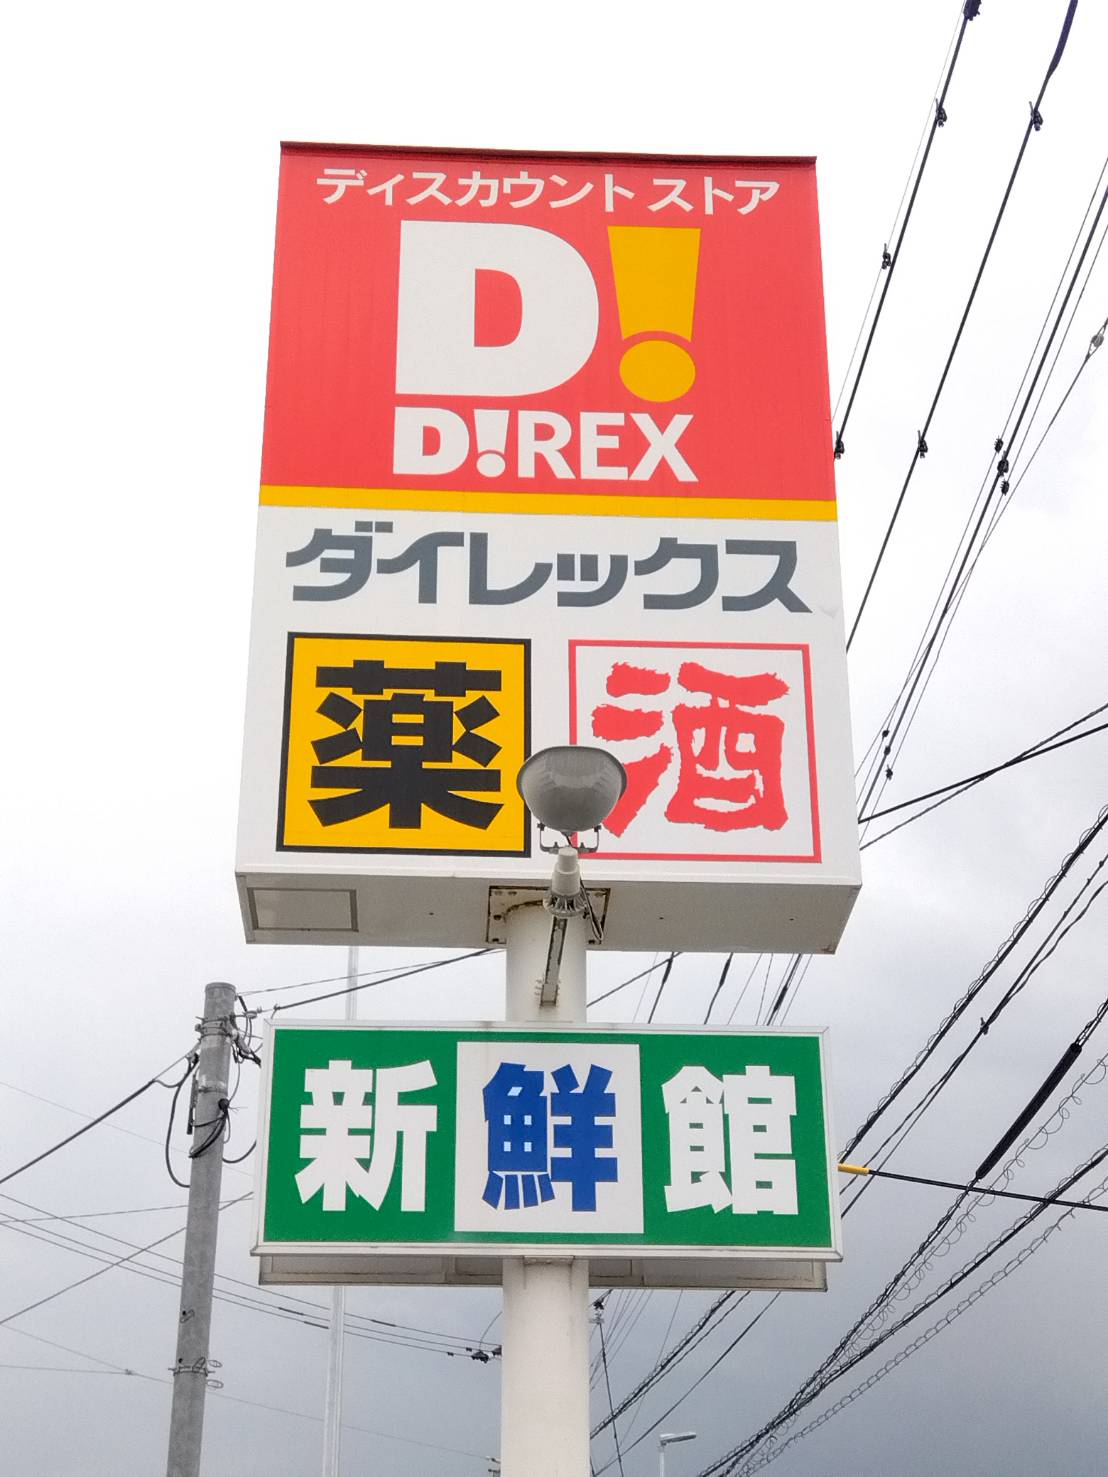 ディスカウント ストア
D!
D!REX
ダイレックス
薬 酒
新鮮館